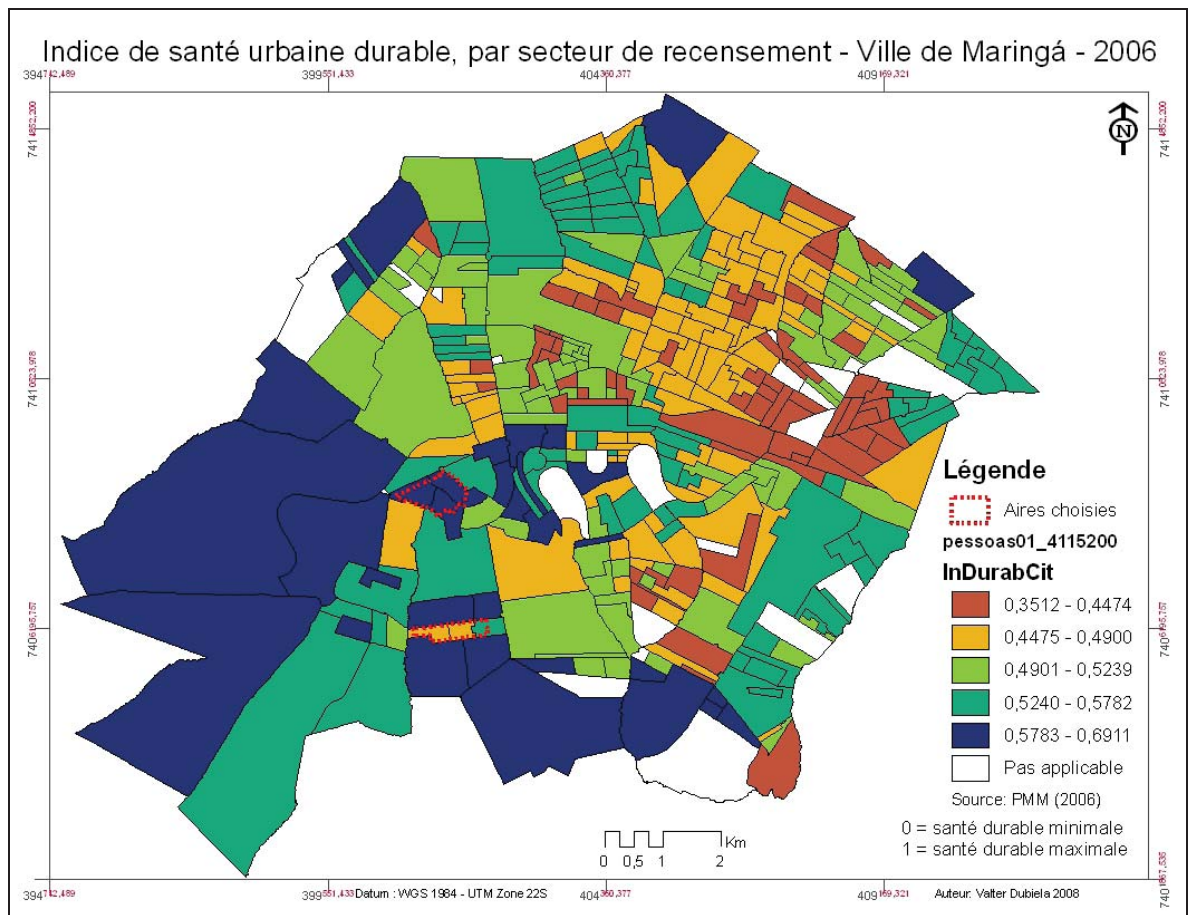 Indice de santé urbaine durable, par secteur de recensement - Ville de Maringá - 2006
394742,489 399551,433 404360,377 409169,321
N
Légende
Aires choisies
pessoas01_4115200
InDurabCit
0,3512 - 0,4474
0,4475 - 0,4900
0,4901 - 0,5239
0,5240 - 0,5782
0,5783 - 0,6911
Pas applicable
Source: PMM (2006)
0 = santé durable minimale
1 = santé durable maximale
Km
0 0,5 1 2
Datum : WGS 1984 - UTM Zone 22S
Auteur: Valter Dubiela 2008
394742,489 399551,433 404360,377 409169,321